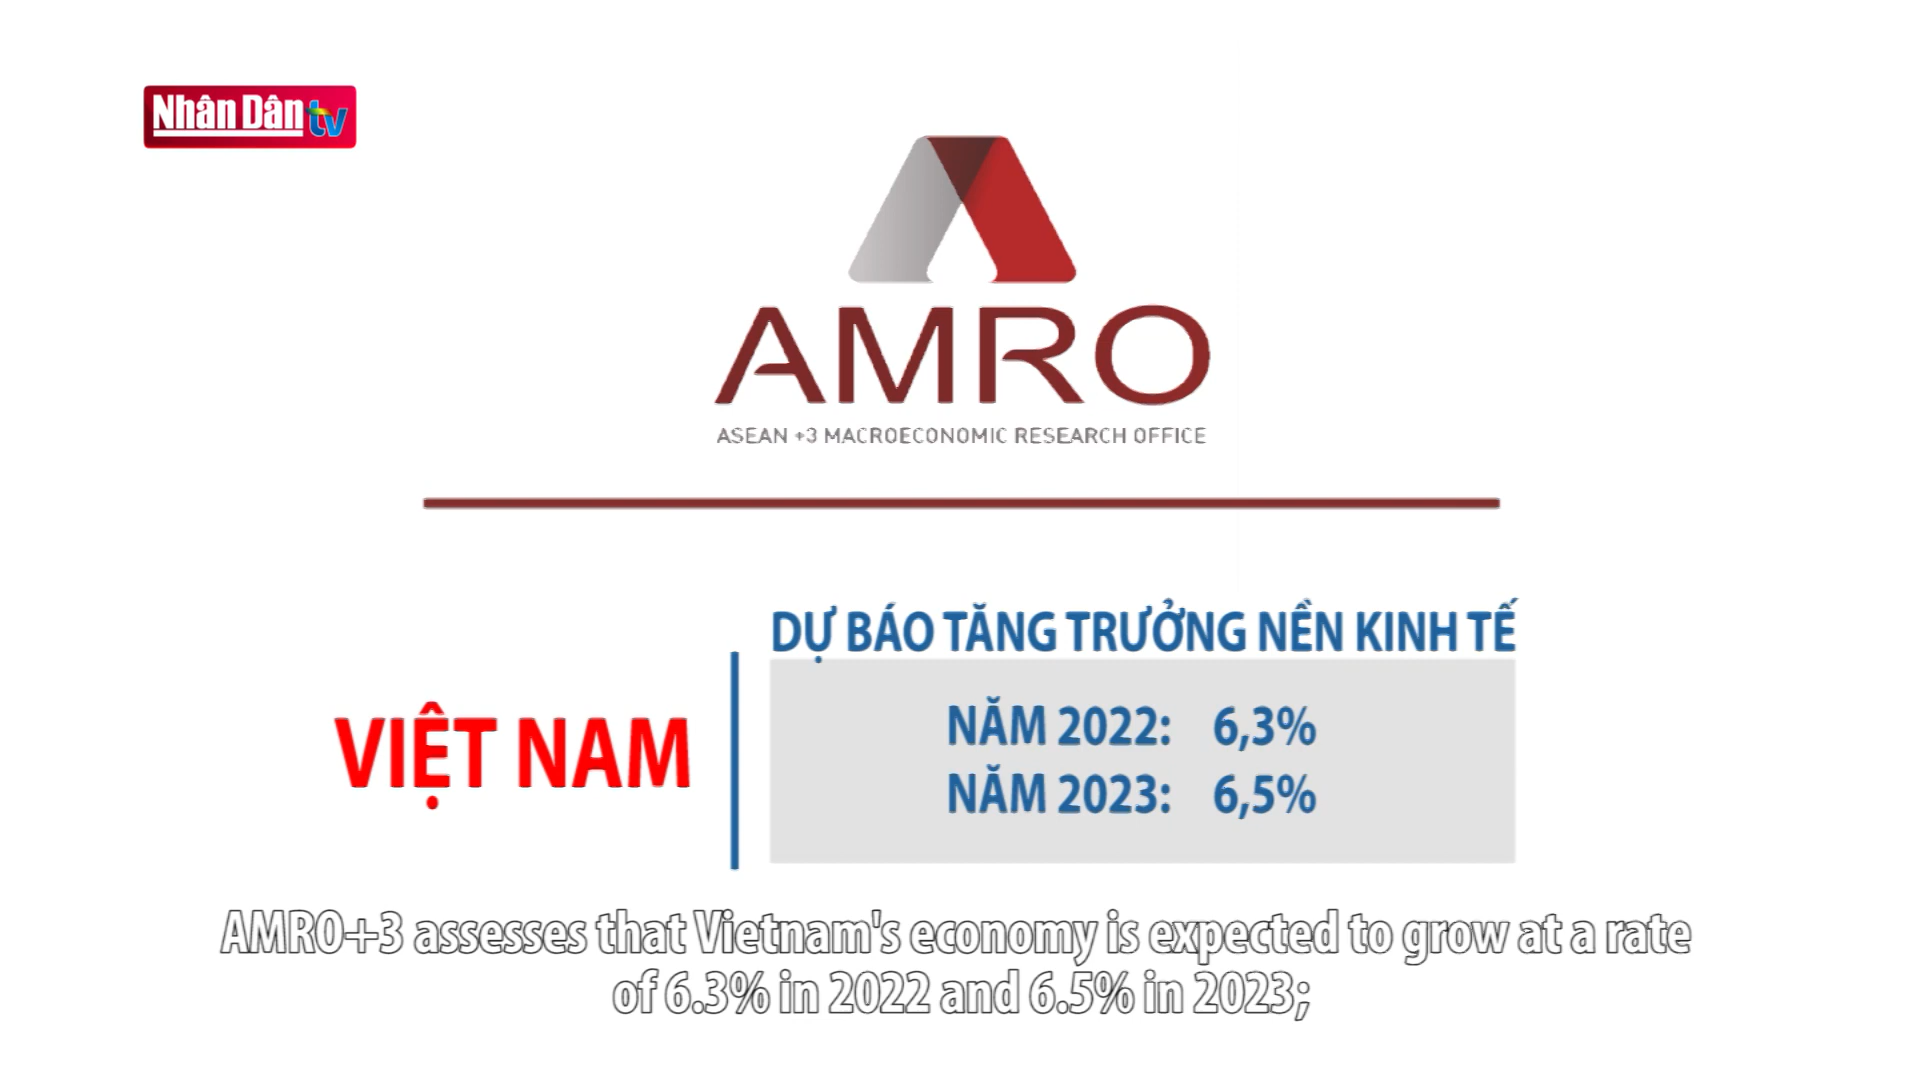 Nhân Dân tv
AMRO
ASEAN +3 MACROECONOMIC RESEARCH OFFICE
DỰ BÁO TĂNG TRƯỞNG NỀN KINH TẾ
VIỆT NAM
NĂM 2022: 6,3%
NĂM 2023: 6,5%
AMRO+3 assesses that Vietnam's economy is expected to grow at a rate
of 6.3% in 2022 and 6.5% in 2023;